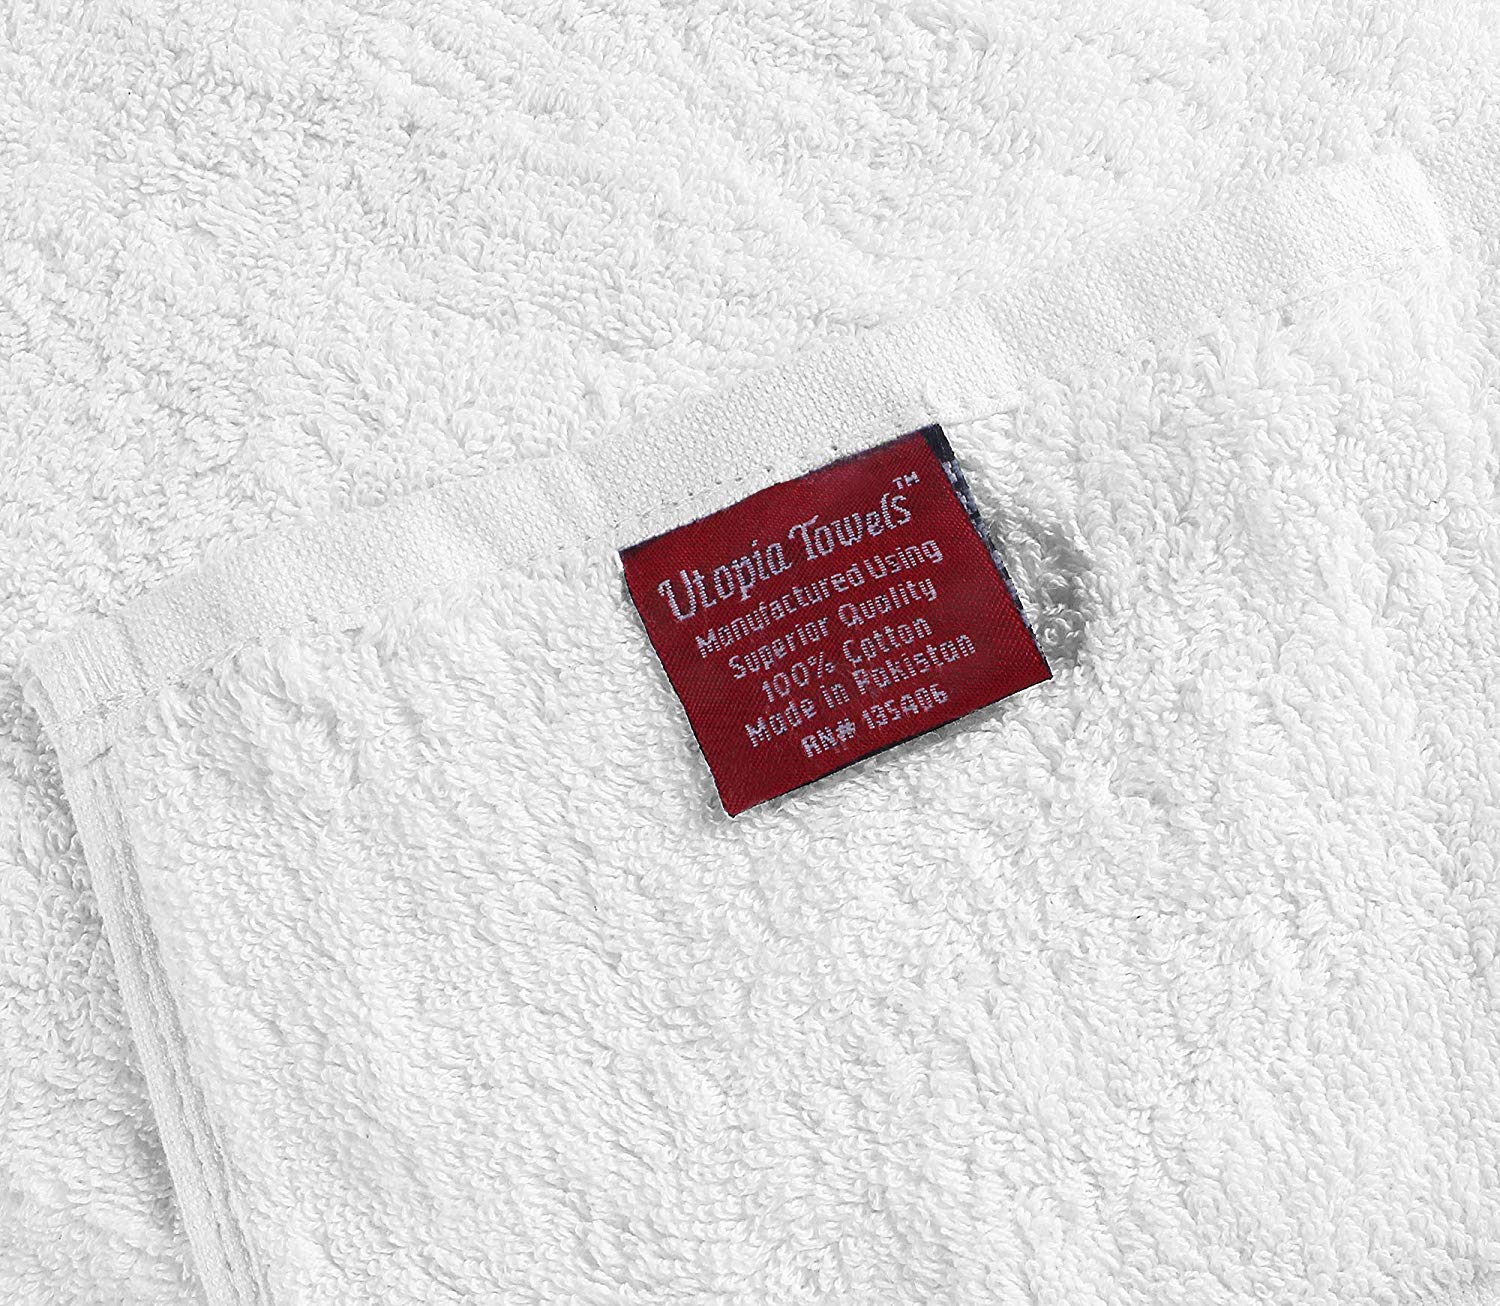 Utopia Towels™
Manufactured Using
Superior Quality
100% Cotton
Made in Pakistan
RN# 135406